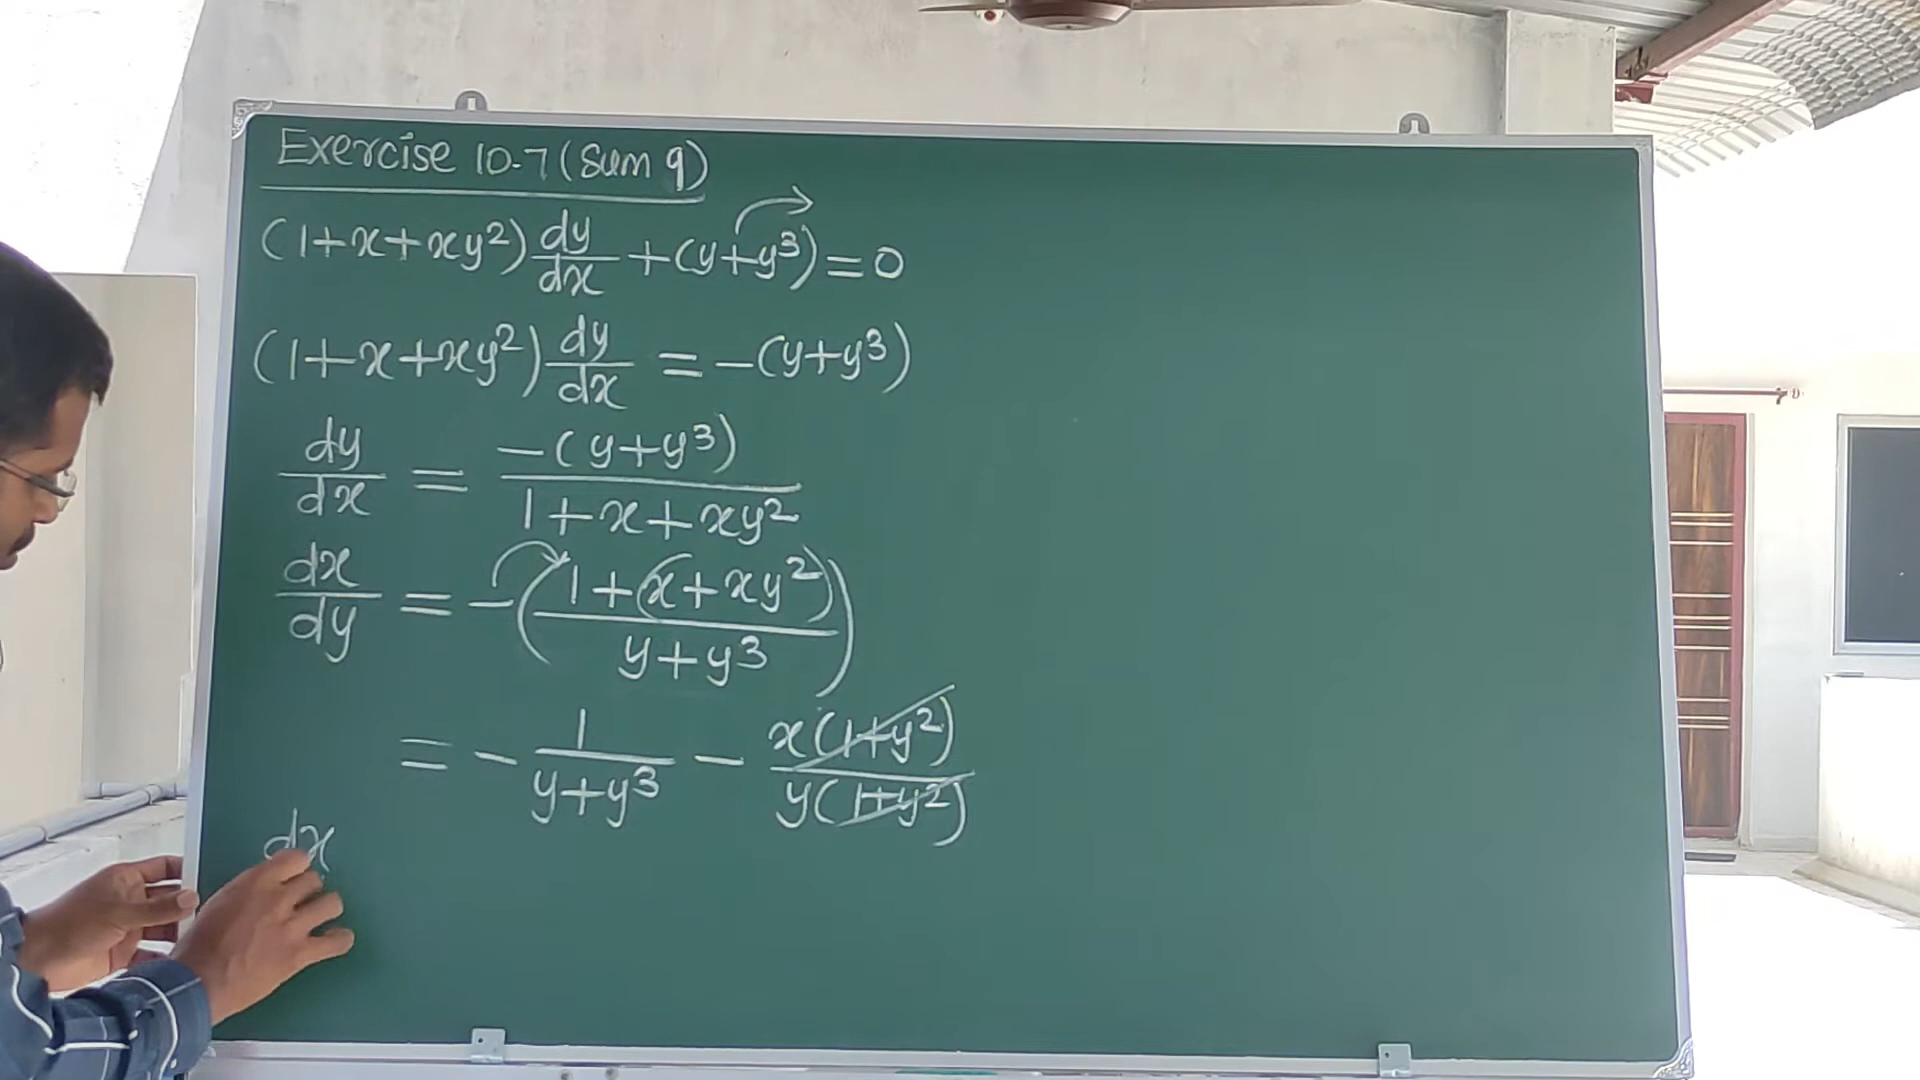 Exercise 10.7 (Sum 9)
(1+x+xy²) dy/dx + (y+y³) = 0
(1+x+xy²) dy/dx = -(y+y³)
dy/dx = -(y+y³)/1+x+xy²
dx/dy = -(1+(x+xy²)/y+y³)
= - 1/y+y³ - x(1+y²)/y(1+y²)
dx